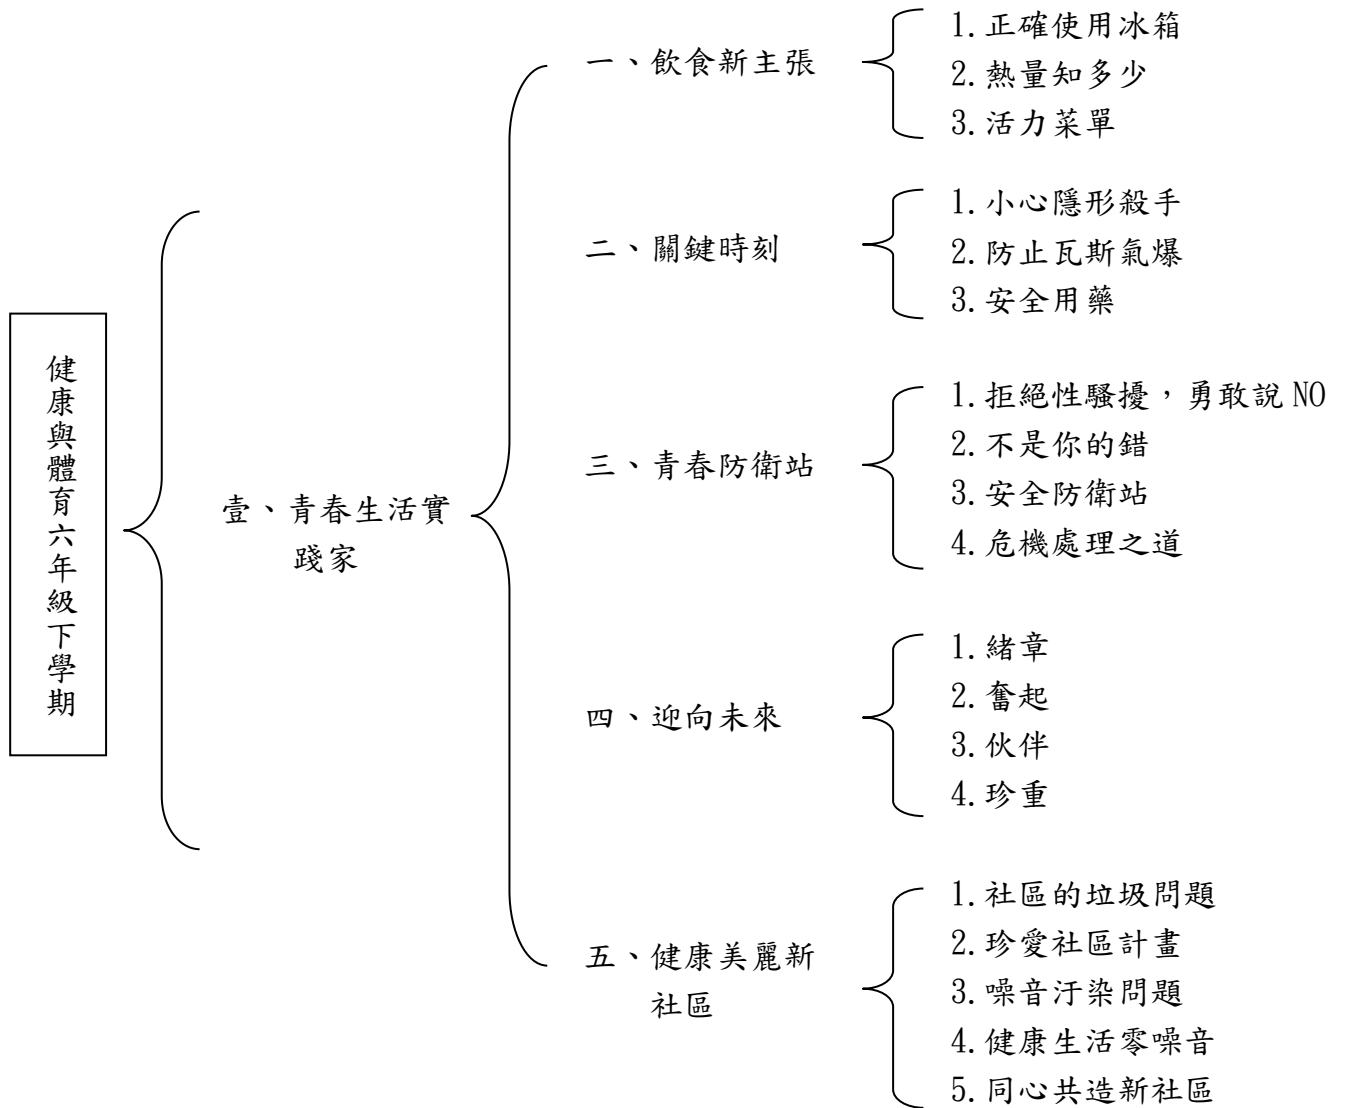 健康與體育六年級下學期
壹、青春生活實
踐家
一、飲食新主張
1.正確使用冰箱
2.熱量知多少
3.活力菜單
二、關鍵時刻
1.小心隱形殺手
2.防止瓦斯氣爆
3.安全用藥
三、青春防衛站
1.拒絕性騷擾，勇敢說 NO
2.不是你的錯
3.安全防衛站
4.危機處理之道
四、迎向未來
1.緒章
2.奮起
3.伙伴
4.珍重
五、健康美麗新
社區
1.社區的垃圾問題
2.珍愛社區計畫
3.噪音汙染問題
4.健康生活零噪音
5.同心共造新社區